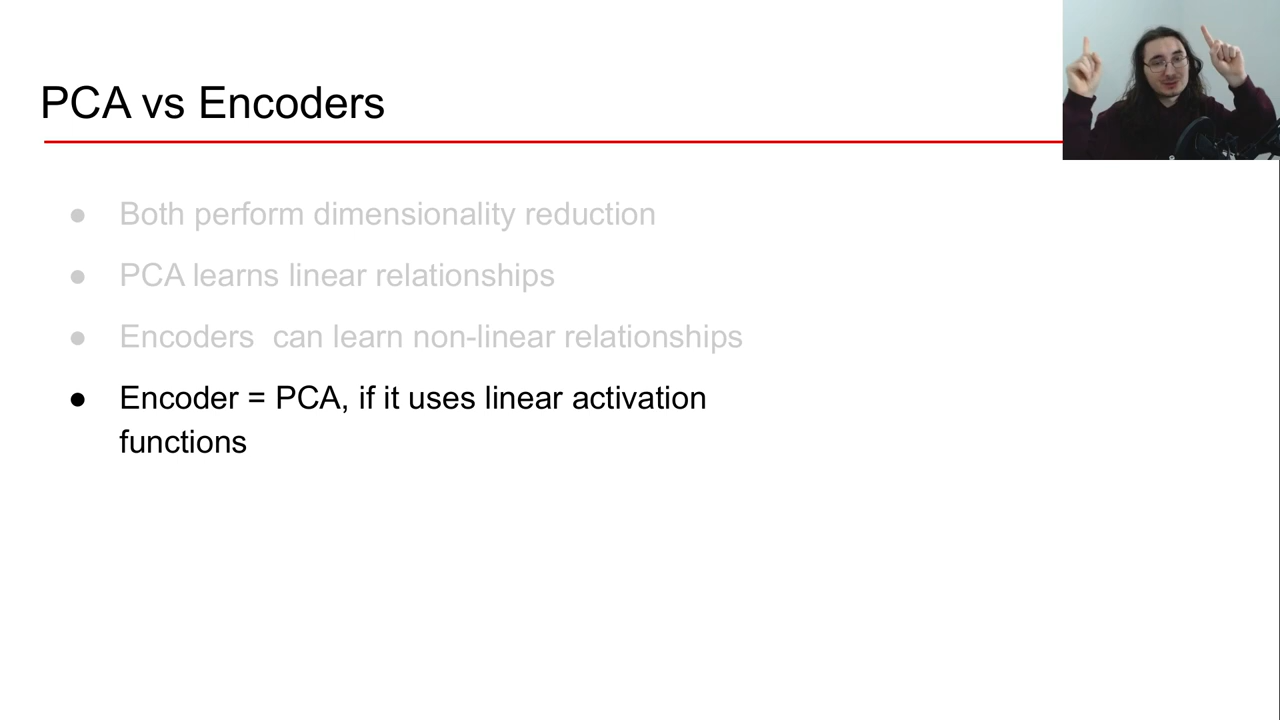 PCA vs Encoders
● Both perform dimensionality reduction
● PCA learns linear relationships
● Encoders  can learn non-linear relationships
● Encoder = PCA, if it uses linear activation
functions